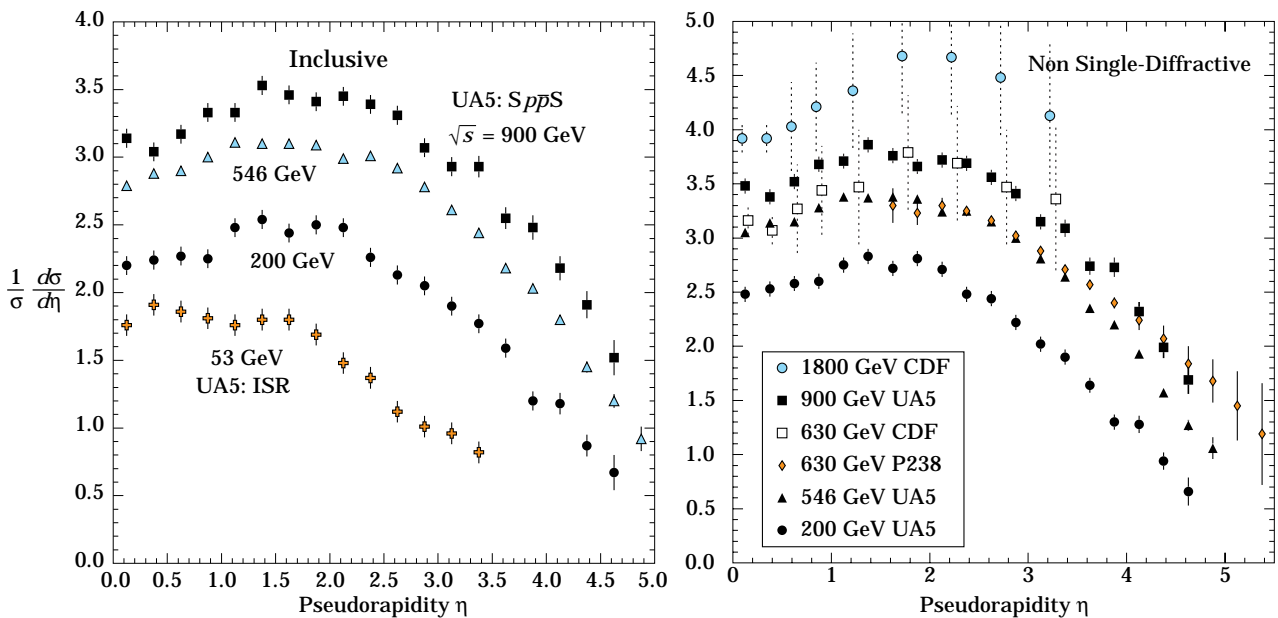 Inclusive
UA5: Spp̅S
√s = 900 GeV
546 GeV
200 GeV
53 GeV
UA5: ISR
1/σ dσ/dη
4.0
3.5
3.0
2.5
2.0
1.5
1.0
0.5
0.0
0.0 0.5 1.0 1.5 2.0 2.5 3.0 3.5 4.0 4.5 5.0
Pseudorapidity η
Non Single-Diffractive
5.0
4.5
4.0
3.5
3.0
2.5
2.0
1.5
1.0
0.5
0.0
1800 GeV CDF
900 GeV UA5
630 GeV CDF
630 GeV P238
546 GeV UA5
200 GeV UA5
0 1 2 3 4 5
Pseudorapidity η